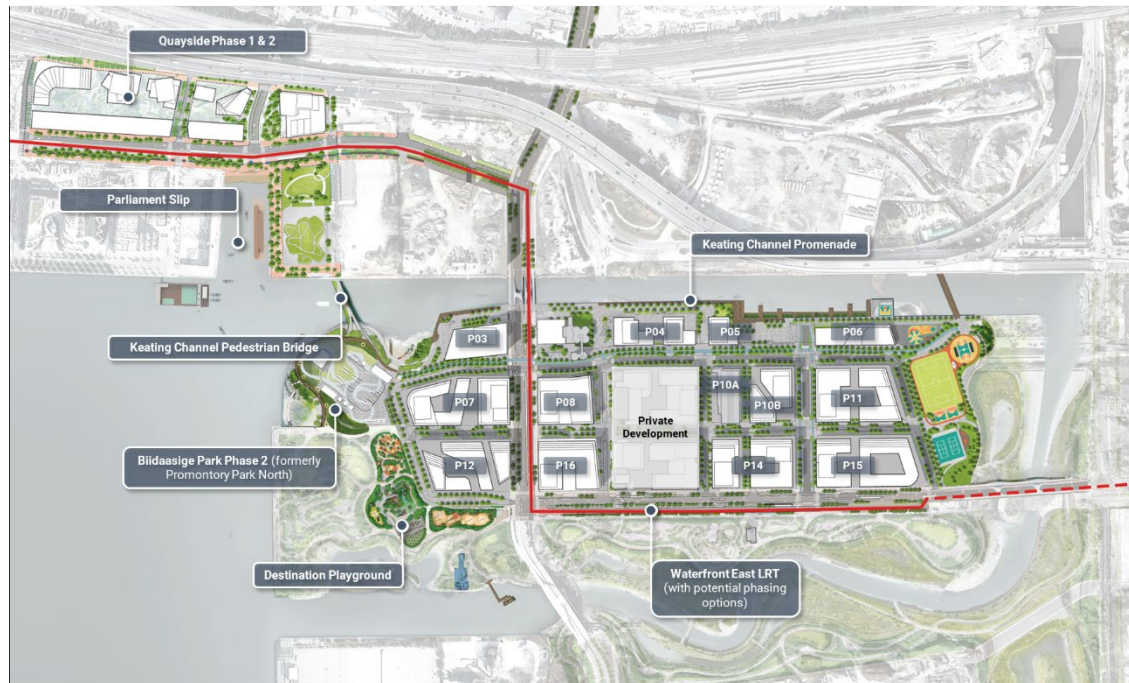 Quayside Phase 1 & 2
Parliament Slip
Keating Channel Promenade
Keating Channel Pedestrian Bridge
P03
P04
P05
P06
P07
P08
Private
Development
P10A
P10B
P11
Biidaasige Park Phase 2 (formerly
Promontory Park North)
P12
P16
P14
P15
Destination Playground
Waterfront East LRT
(with potential phasing
options)